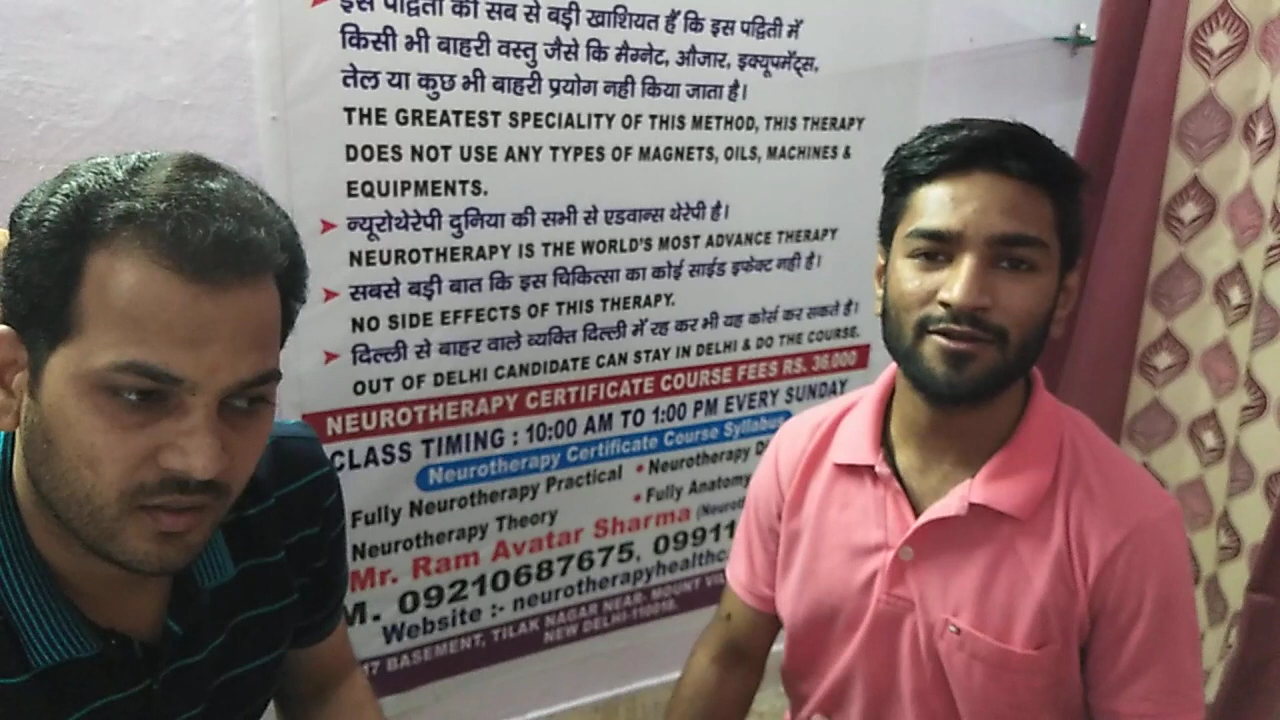 इस पद्विती की सब से बड़ी खाशियत हैं कि इस पद्विती में
किसी भी बाहरी वस्तु जैसे कि मैग्नेट, औजार, इक्यूपमेंट्स,
तेल या कुछ भी बाहरी प्रयोग नही किया जाता है।
THE GREATEST SPECIALITY OF THIS METHOD, THIS THERAPY
DOES NOT USE ANY TYPES OF MAGNETS, OILS, MACHINES &
EQUIPMENTS.
न्यूरोथेरेपी दुनिया की सभी से एडवान्स थेरेपी है।
NEUROTHERAPY IS THE WORLD'S MOST ADVANCE THERAPY
सबसे बड़ी बात कि इस चिकित्सा का कोई साईड इफेक्ट नही है।
NO SIDE EFFECTS OF THIS THERAPY.
दिल्ली से बाहर वाले व्यक्ति दिल्ली में रह कर भी यह कोर्स कर सकते है।
OUT OF DELHI CANDIDATE CAN STAY IN DELHI & DO THE COURSE.
NEUROTHERAPY CERTIFICATE COURSE FEES RS. 36,000
CLASS TIMING : 10:00 AM TO 1:00 PM EVERY SUNDAY
Neurotherapy Certificate Course Syllabus
Fully Neurotherapy Practical • Neurotherapy
Neurotherapy Theory • Fully Anatomy
Mr. Ram Avatar Sharma
M. 09210687675, 09911
Website :- neurotherapyhealthc
17 BASEMENT, TILAK NAGAR NEAR. MOUNT
NEW DELHI-110018.